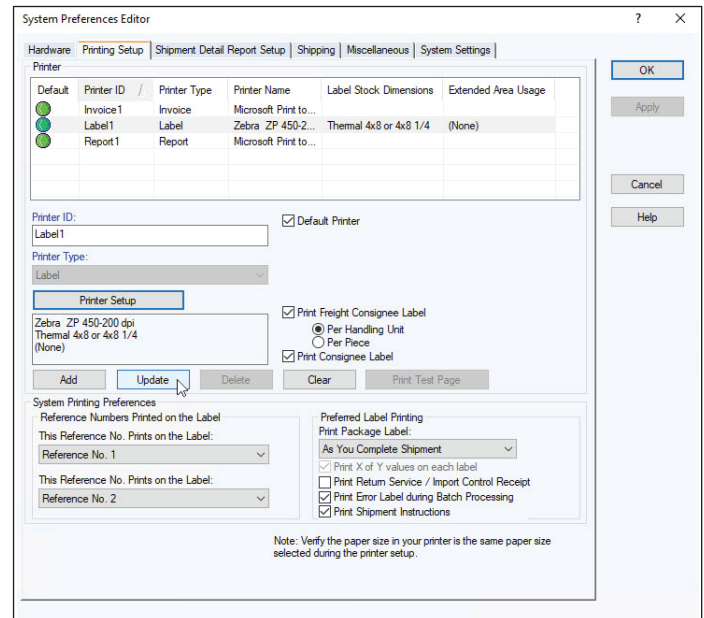 System Preferences Editor
? X
Hardware Printing Setup Shipment Detail Report Setup Shipping Miscellaneous System Settings
Printer
Default Printer ID / Printer Type Printer Name Label Stock Dimensions Extended Area Usage
Invoice1 Invoice Microsoft Print to...
Label1 Label Zebra ZP 450-2... Thermal 4x8 or 4x8 1/4 (None)
Report1 Report Microsoft Print to...
OK
Apply
Cancel
Help
Printer ID:
Label1
Default Printer
Printer Type:
Label
Printer Setup
Zebra ZP 450-200 dpi
Thermal 4x8 or 4x8 1/4
(None)
Print Freight Consignee Label
Per Handling Unit
Per Piece
Print Consignee Label
Add Update Delete Clear Print Test Page
System Printing Preferences
Reference Numbers Printed on the Label
This Reference No. Prints on the Label:
Reference No. 1
This Reference No. Prints on the Label:
Reference No. 2
Preferred Label Printing
Print Package Label:
As You Complete Shipment
Print X of Y values on each label
Print Return Service / Import Control Receipt
Print Error Label during Batch Processing
Print Shipment Instructions
Note: Verify the paper size in your printer is the same paper size
selected during the printer setup.